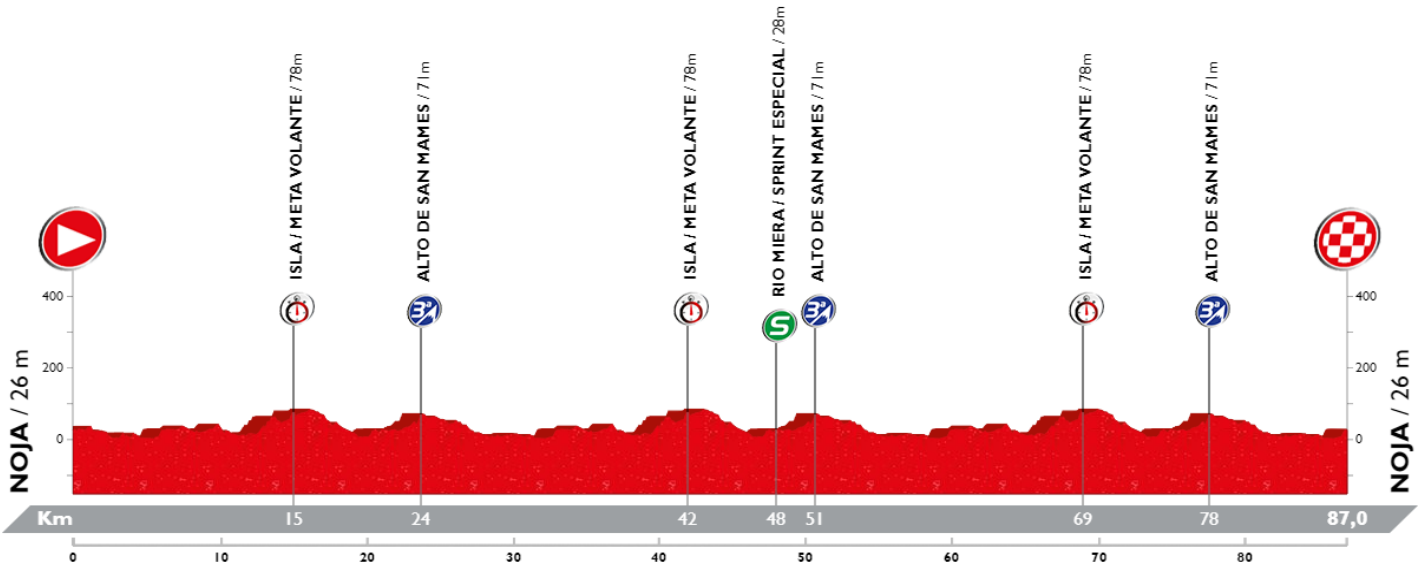 ISLA / META VOLANTE / 78m
ALTO DE SAN MAMES / 71m
ISLA / META VOLANTE / 78m
RIO MIERA / SPRINT ESPECIAL / 28m
ALTO DE SAN MAMES / 71m
ISLA / META VOLANTE / 78m
ALTO DE SAN MAMES / 71m
3ª
S
3ª
3ª
400
200
0
400
200
0
NOJA / 26 m
NOJA / 26 m
Km 15 24 42 48 51 69 78 87,0
0 10 20 30 40 50 60 70 80